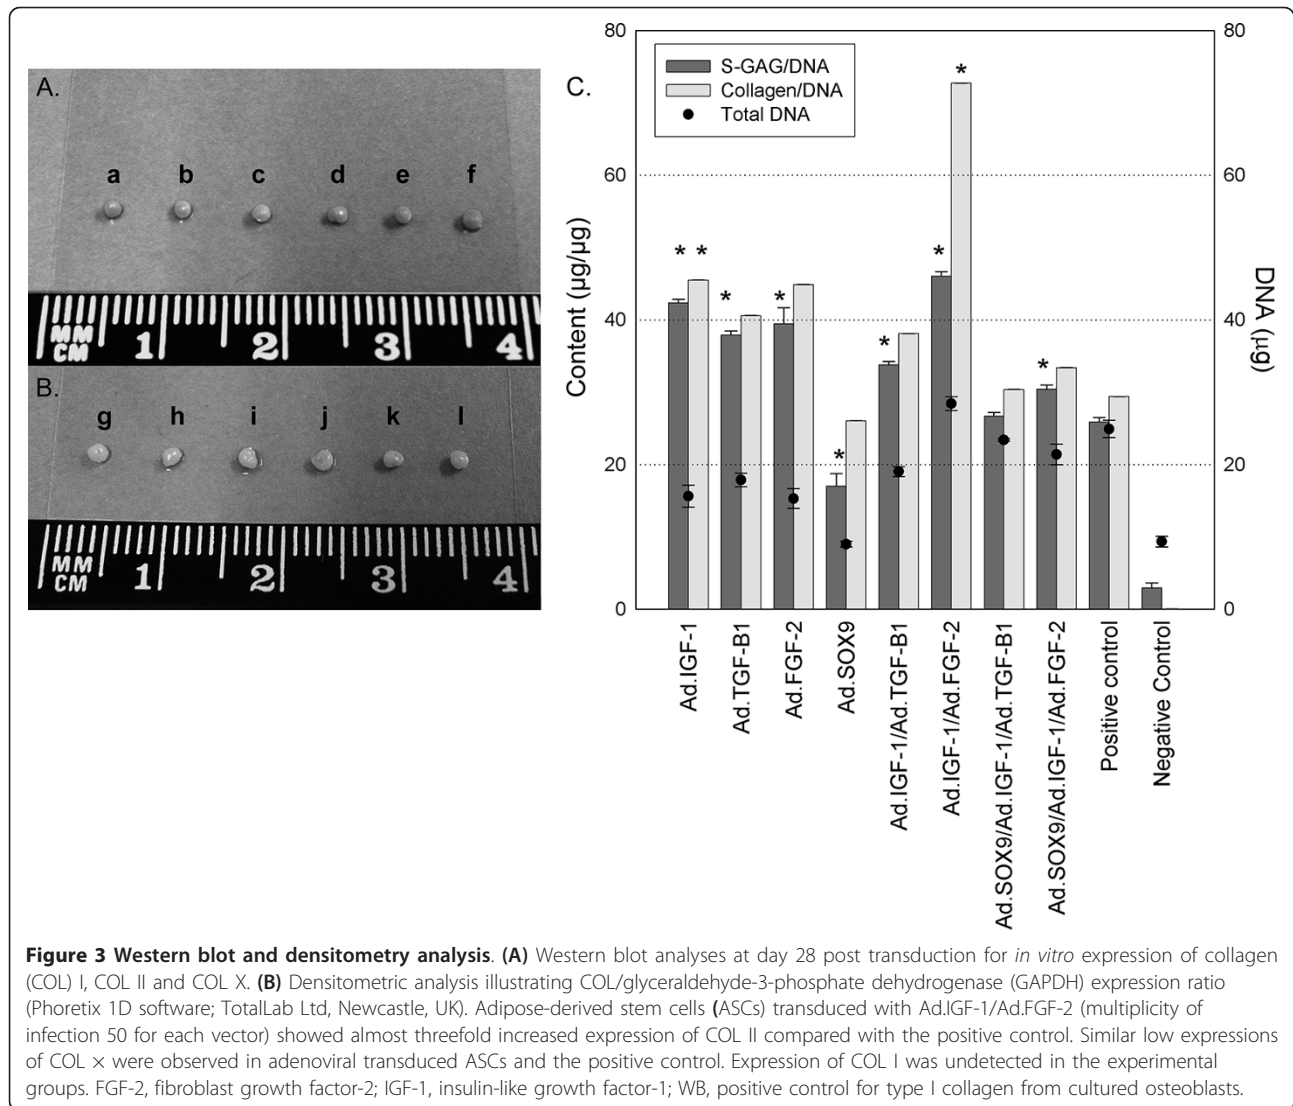 A.
a b c d e f
MM
CM 1 2 3 4
B.
g h i j k l
MM
CM 1 2 3 4
C.
S-GAG/DNA
Collagen/DNA
Total DNA
80
60
40
20
0
Content (µg/µg)
80
60
40
20
0
DNA (µg)
* *
*
*
*
*
*
*
*
Ad.IGF-1
Ad.TGF-B1
Ad.FGF-2
Ad.SOX9
Ad.IGF-1/Ad.TGF-B1
Ad.IGF-1/Ad.FGF-2
Ad.SOX9/Ad.IGF-1/Ad.TGF-B1
Ad.SOX9/Ad.IGF-1/Ad.FGF-2
Positive control
Negative Control
Figure 3 Western blot and densitometry analysis. (A) Western blot analyses at day 28 post transduction for in vitro expression of collagen
(COL) I, COL II and COL X. (B) Densitometric analysis illustrating COL/glyceraldehyde-3-phosphate dehydrogenase (GAPDH) expression ratio
(Phoretix 1D software; TotalLab Ltd, Newcastle, UK). Adipose-derived stem cells (ASCs) transduced with Ad.IGF-1/Ad.FGF-2 (multiplicity of
infection 50 for each vector) showed almost threefold increased expression of COL II compared with the positive control. Similar low expressions
of COL × were observed in adenoviral transduced ASCs and the positive control. Expression of COL I was undetected in the experimental
groups. FGF-2, fibroblast growth factor-2; IGF-1, insulin-like growth factor-1; WB, positive control for type I collagen from cultured osteoblasts.